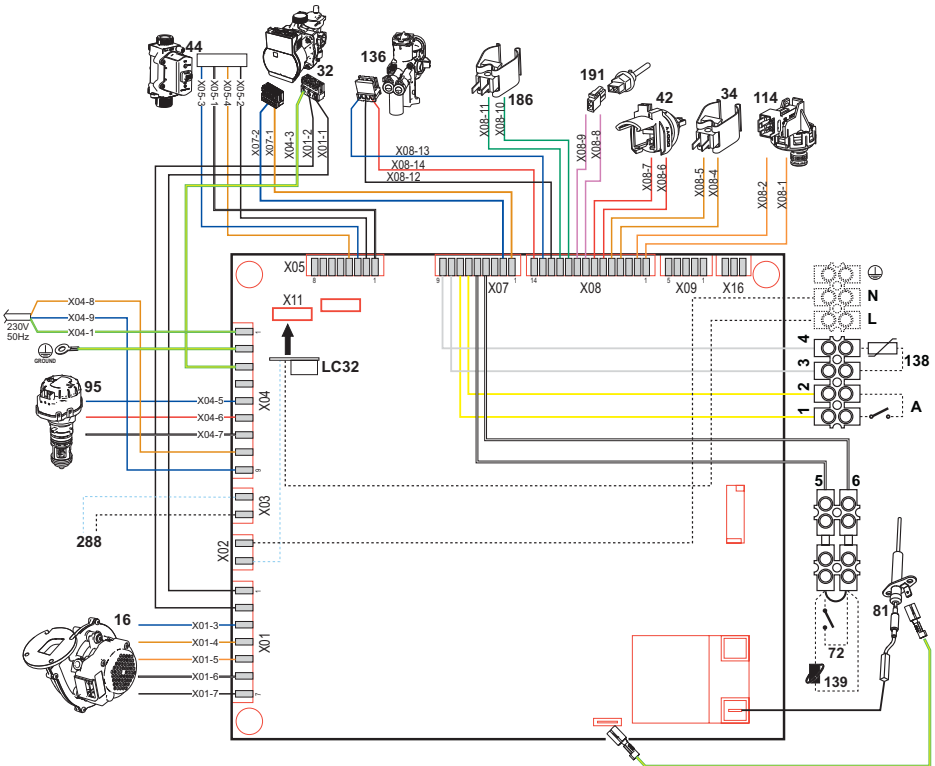 44
32
136
186
191
42
34
114
X05-3
X05-1
X05-4
X05-2
X07-2
X07-1
X04-3
X01-2
X01-1
X08-13
X08-14
X08-12
X08-11
X08-10
X08-9
X08-8
X08-7
X08-6
X08-5
X08-4
X08-2
X08-1
X05
8
1
9
X07
1
14
X08
1
5
X09
1
X16
X11
LC32
X04-8
X04-9
X04-1
230V
50Hz
GROUND
1
X04
9
95
X04-5
X04-6
X04-7
X03
288
X02
1
X01
7
16
X01-3
X01-4
X01-5
X01-6
X01-7
N
L
4
3
2
1
138
A
5
6
72
139
81